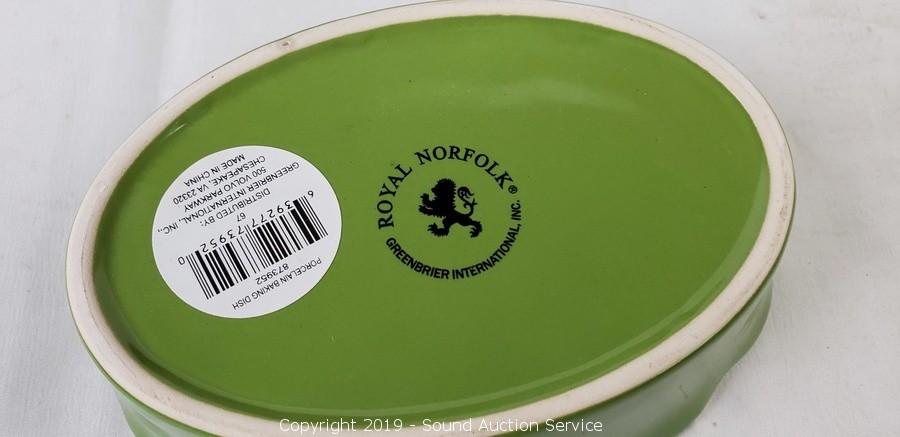 ROYAL NORFOLK®
GREENBRIER INTERNATIONAL, INC.
PORCELAIN BAKING DISH
873952
6 39277 73952 0
67
DISTRIBUTED BY:
GREENBRIER INTERNATIONAL, INC.,
500 VOLVO PARKWAY
CHESAPEAKE, VA 23320
MADE IN CHINA
Copyright 2019 - Sound Auction Service